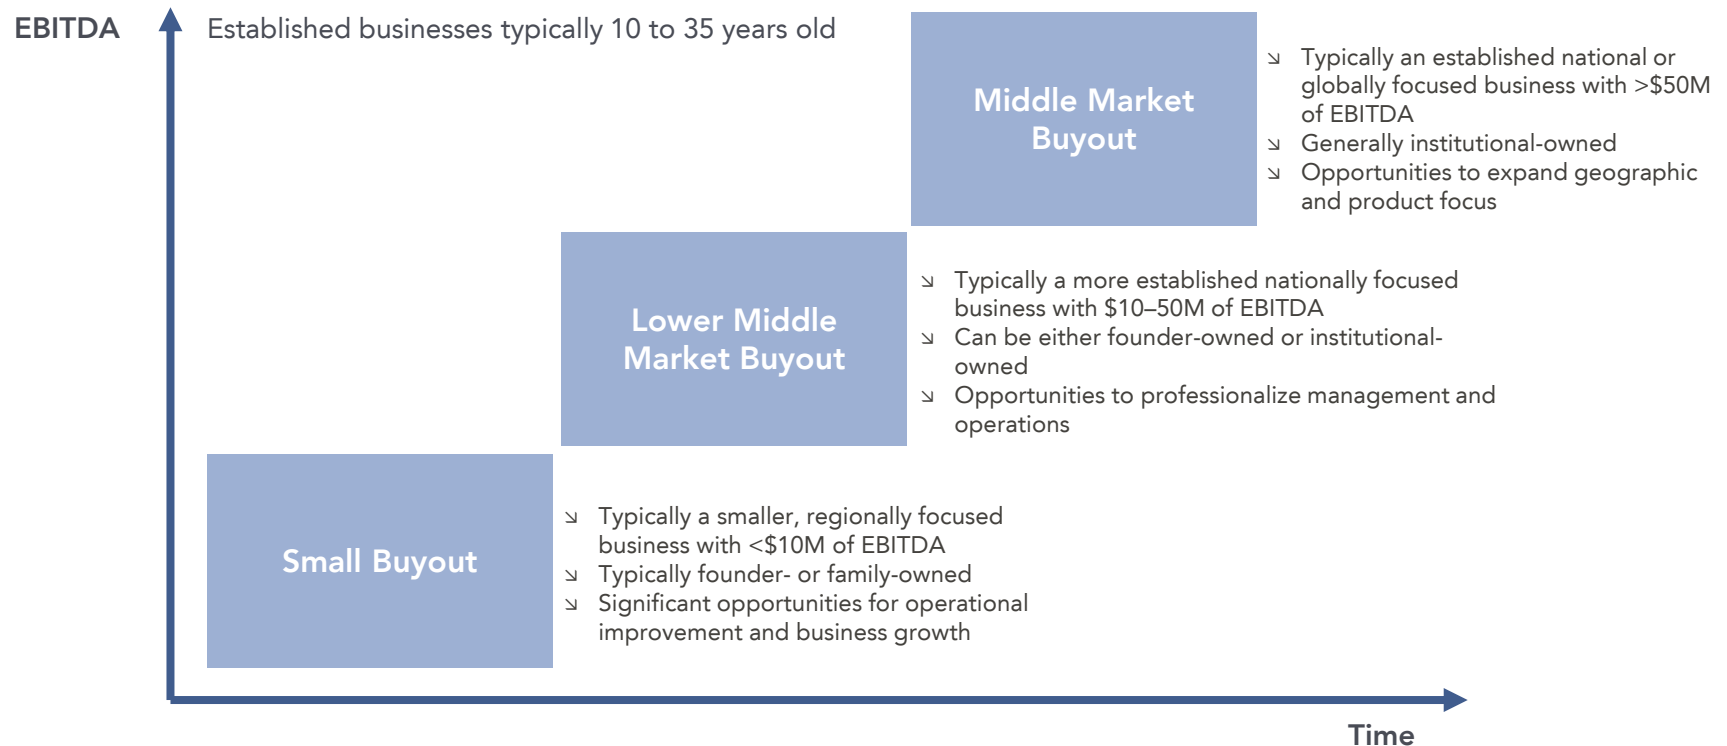 EBITDA
Established businesses typically 10 to 35 years old
Middle Market
Buyout
Typically an established national or
globally focused business with >$50M
of EBITDA
Generally institutional-owned
Opportunities to expand geographic
and product focus
Lower Middle
Market Buyout
Typically a more established nationally focused
business with $10–50M of EBITDA
Can be either founder-owned or institutional-
owned
Opportunities to professionalize management and
operations
Small Buyout
Typically a smaller, regionally focused
business with <$10M of EBITDA
Typically founder- or family-owned
Significant opportunities for operational
improvement and business growth
Time